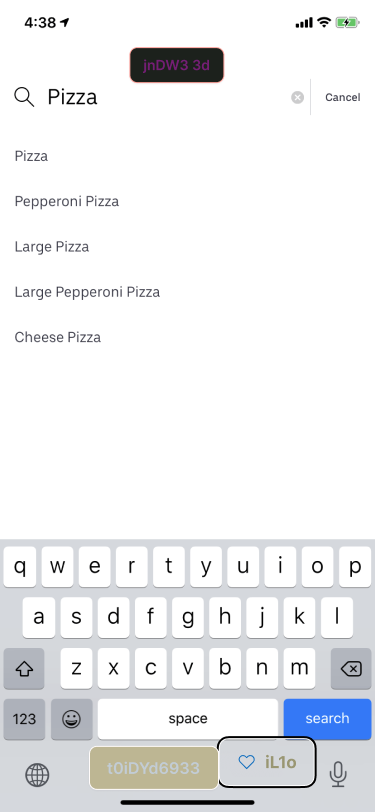 4:38
jnDW3 3d
Pizza
Cancel
Pizza
Pepperoni Pizza
Large Pizza
Large Pepperoni Pizza
Cheese Pizza
q w e r t y u i o p
a s d f g h j k l
z x c v b n m
123 space search
t0iDYd6933
iL1o